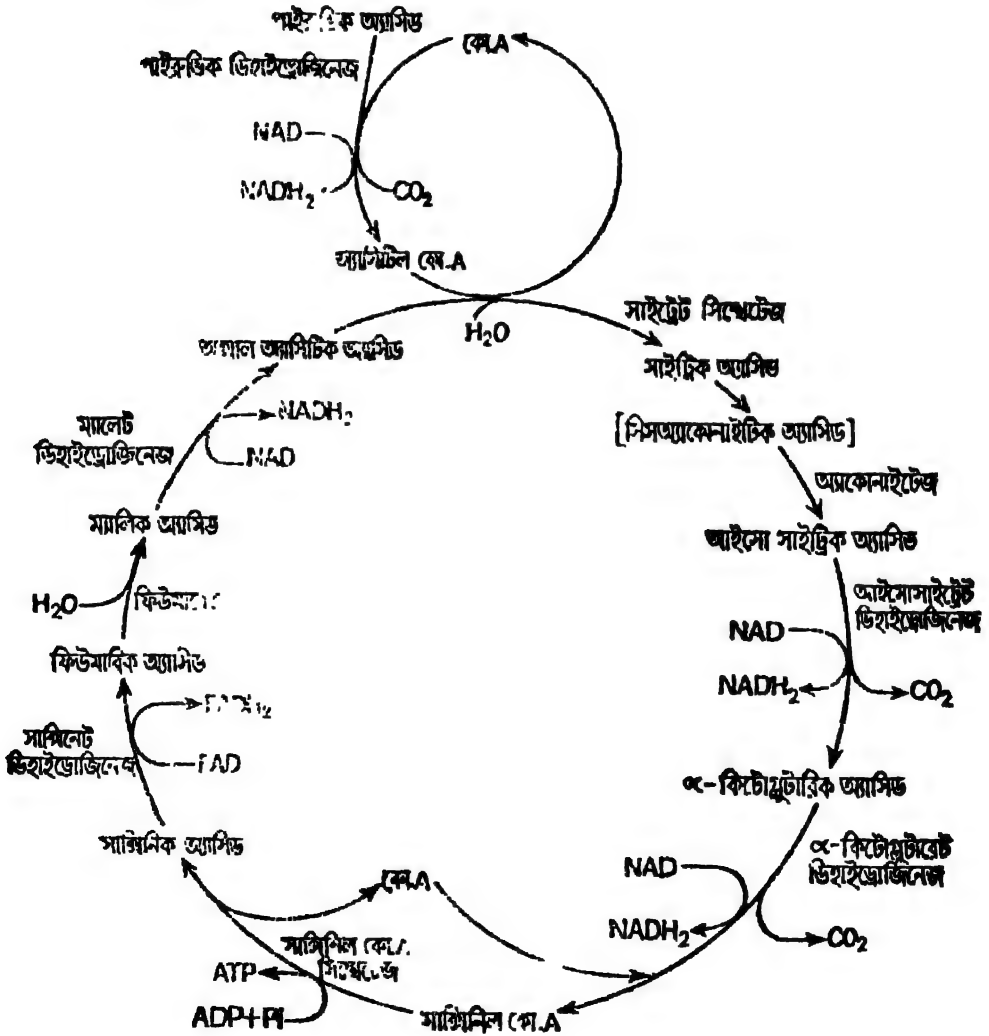 অ্যাসিড
কো.A
পাইরুভিক ডিহাইড্রোজিনেজ
NAD
NADH₂
CO₂
অ্যাসিটিল কো.A
H₂O
সাইট্রেট সিন্থেটেজ
অ্যাসিটিক অ্যাসিড
সাইট্রিক অ্যাসিড
NADH₂
ম্যালেট
ডিহাইড্রোজিনেজ
NAD
[সিসঅ্যাকোনাইটিক অ্যাসিড]
অ্যাকোনাইটেজ
ম্যালিক অ্যাসিড
আইসো সাইট্রিক অ্যাসিড
H₂O
আইসোসাইট্রেট
ডিহাইড্রোজিনেজ
NAD
ফিউমারিক অ্যাসিড
NADH₂
CO₂
সাক্সিনেট
ডিহাইড্রোজিনেজ
FAD
∝-কিটোগ্লুটারিক অ্যাসিড
সাক্সিনিক অ্যাসিড
∝-কিটোগ্লুটারেট
ডিহাইড্রোজিনেজ
NAD
কো.A
NADH₂
CO₂
সাক্সিনিল কো.A
সিন্থেটেজ
ATP
ADP+Pi
সাক্সিনিল কো.A